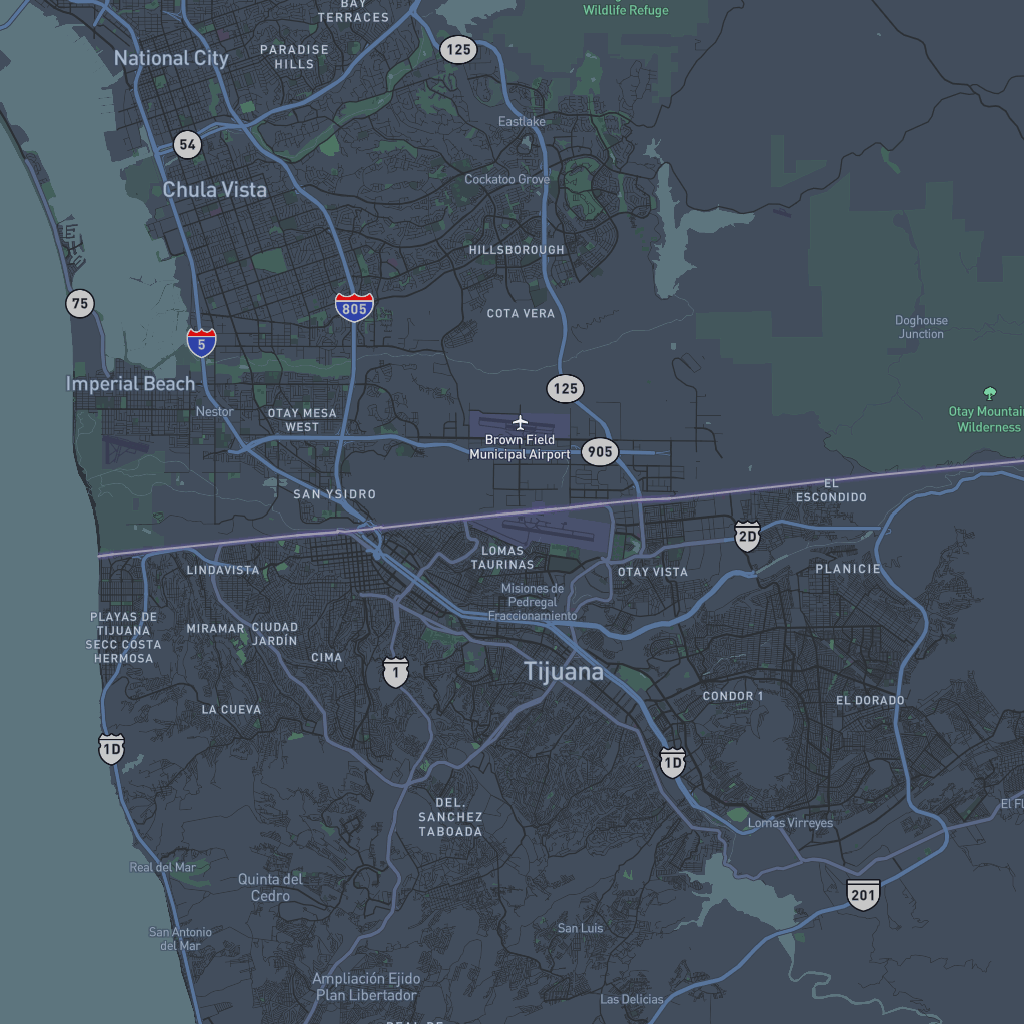 BAY
TERRACES
Wildlife Refuge
National City
PARADISE
HILLS
125
Eastlake
54
Cockatoo Grove
Chula Vista
HILLSBOROUGH
75
805
COTA VERA
5
Doghouse
Junction
Imperial Beach
125
Nestor
OTAY MESA
WEST
Otay Mountain
Wilderness
Brown Field
Municipal Airport
905
SAN YSIDRO
EL
ESCONDIDO
2D
LOMAS
TAURINAS
LINDAVISTA
OTAY VISTA
PLANICIE
Misiones de
Pedregal
Fraccionamiento
PLAYAS DE
TIJUANA
SECC COSTA
HERMOSA
MIRAMAR
CIUDAD
JARDÍN
CIMA
1
Tijuana
CONDOR 1
EL DORADO
LA CUEVA
1D
1D
DEL.
SANCHEZ
TABOADA
El Fl
Lomas Virreyes
Real del Mar
Quinta del
Cedro
201
San Antonio
del Mar
San Luis
Ampliación Ejido
Plan Libertador
Las Delicias
REAL DE